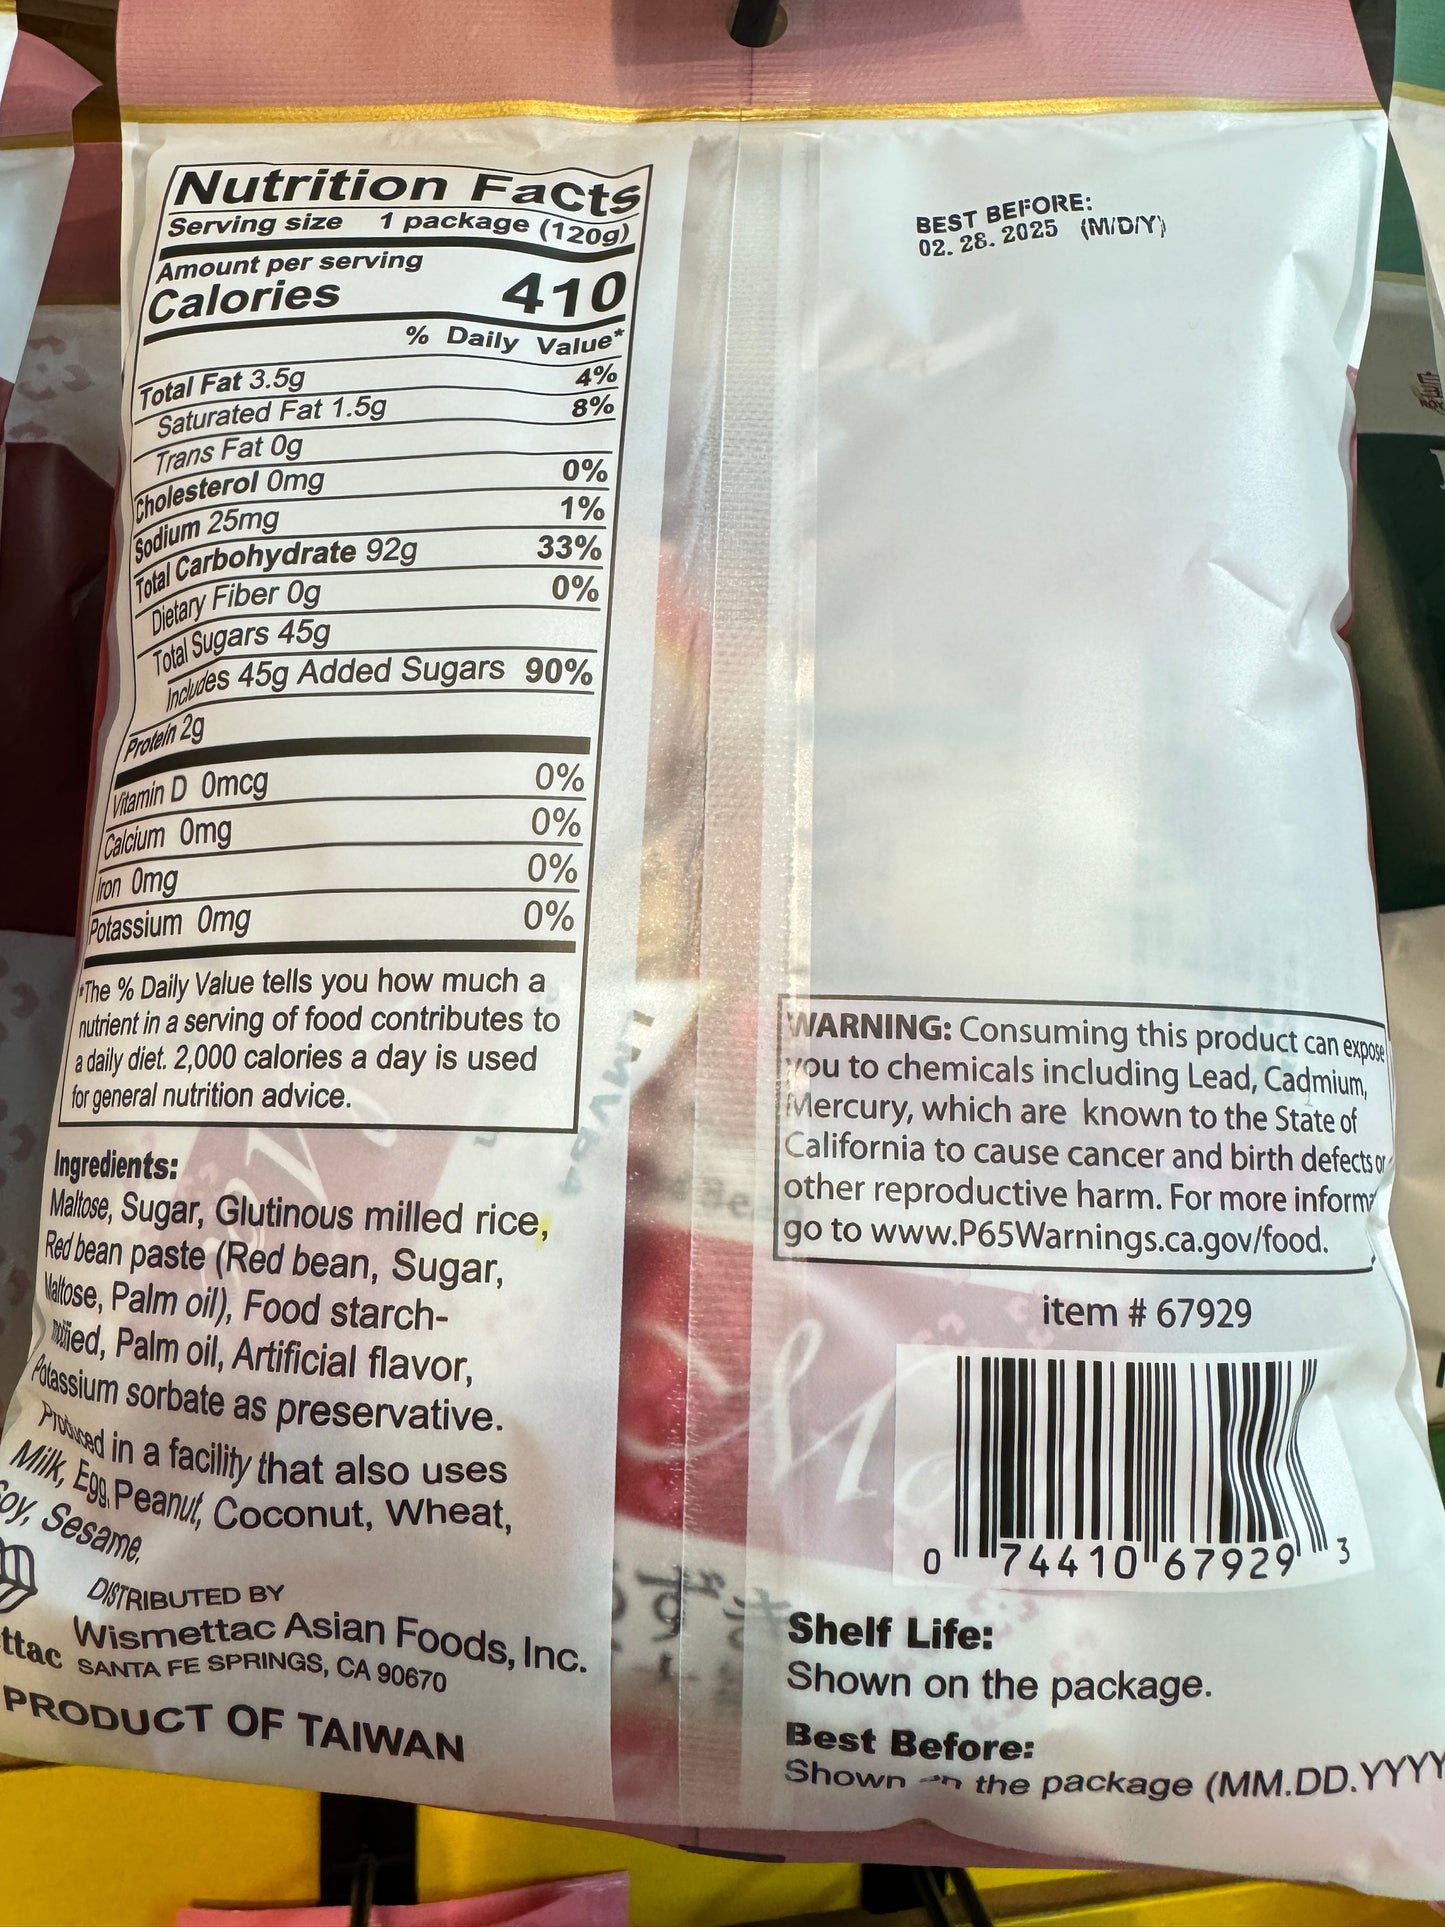 Nutrition Facts
Serving size 1 package (120g)
Amount per serving
Calories 410
% Daily Value*
Total Fat 3.5g 4%
Saturated Fat 1.5g 8%
Trans Fat 0g
Cholesterol 0mg 0%
Sodium 25mg 1%
Total Carbohydrate 92g 33%
Dietary Fiber 0g 0%
Total Sugars 45g
Includes 45g Added Sugars 90%
Protein 2g
Vitamin D 0mcg 0%
Calcium 0mg 0%
Iron 0mg 0%
Potassium 0mg 0%
*The % Daily Value tells you how much a
nutrient in a serving of food contributes to
a daily diet. 2,000 calories a day is used
for general nutrition advice.
Ingredients:
Maltose, Sugar, Glutinous milled rice,
Red bean paste (Red bean, Sugar,
Maltose, Palm oil), Food starch-
modified, Palm oil, Artificial flavor,
Potassium sorbate as preservative.
Produced in a facility that also uses
Milk, Egg, Peanut, Coconut, Wheat,
Soy, Sesame.
DISTRIBUTED BY
ttac Wismettac Asian Foods, Inc.
SANTA FE SPRINGS, CA 90670
PRODUCT OF TAIWAN
BEST BEFORE:
02. 28. 2025 (M/D/Y)
WARNING: Consuming this product can expose
you to chemicals including Lead, Cadmium,
Mercury, which are known to the State of
California to cause cancer and birth defects or
other reproductive harm. For more informa
go to www.P65Warnings.ca.gov/food.
item # 67929
0 74410 67929 3
Shelf Life:
Shown on the package.
Best Before:
Shown on the package (MM.DD.YYYY